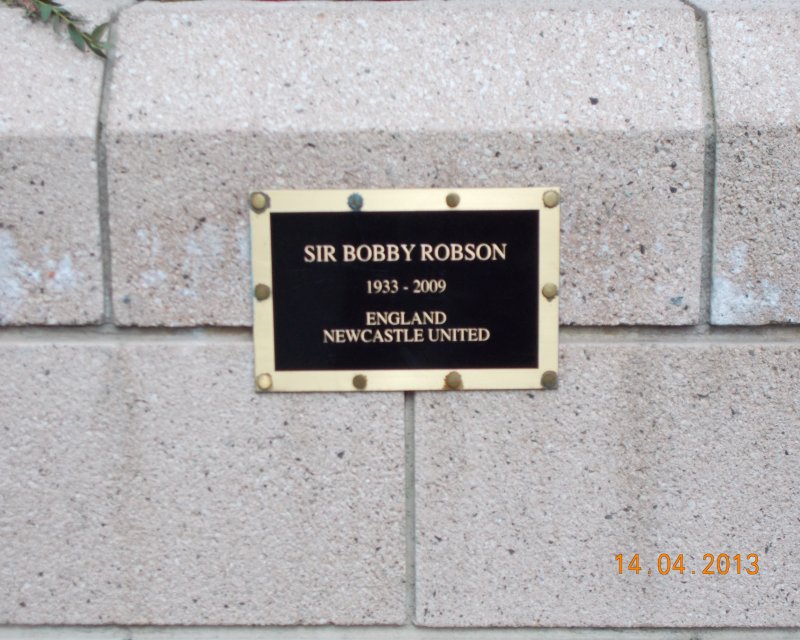 SIR BOBBY ROBSON
1933 - 2009
ENGLAND
NEWCASTLE UNITED
14.04.2013